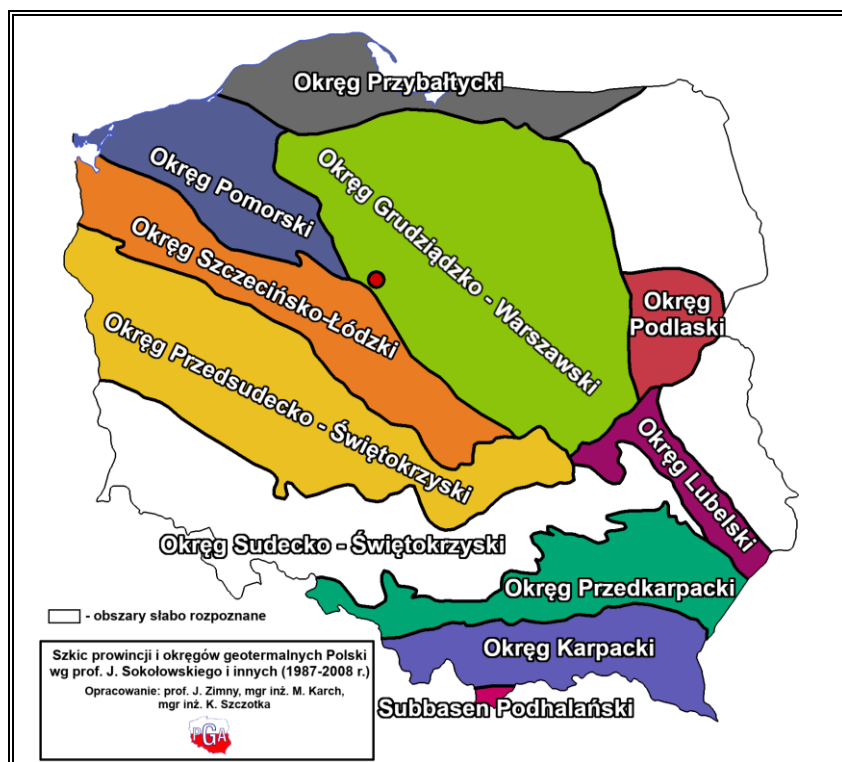 Okręg Przybałtycki
Okręg Pomorski
Okręg Grudziądzko - Warszawski
Okręg Szczecińsko-Łódzki
Okręg
Podlaski
Okręg Przedsudecko - Świętokrzyski
Okręg Lubelski
Okręg Sudecko - Świętokrzyski
Okręg Przedkarpacki
- obszary słabo rozpoznane
Okręg Karpacki
Subbasen Podhalański
Szkic prowincji i okręgów geotermalnych Polski
wg prof. J. Sokołowskiego i innych (1987-2008 r.)
Opracowanie: prof. J. Zimny, mgr inż. M. Karch,
mgr inż. K. Szczotka
PGA